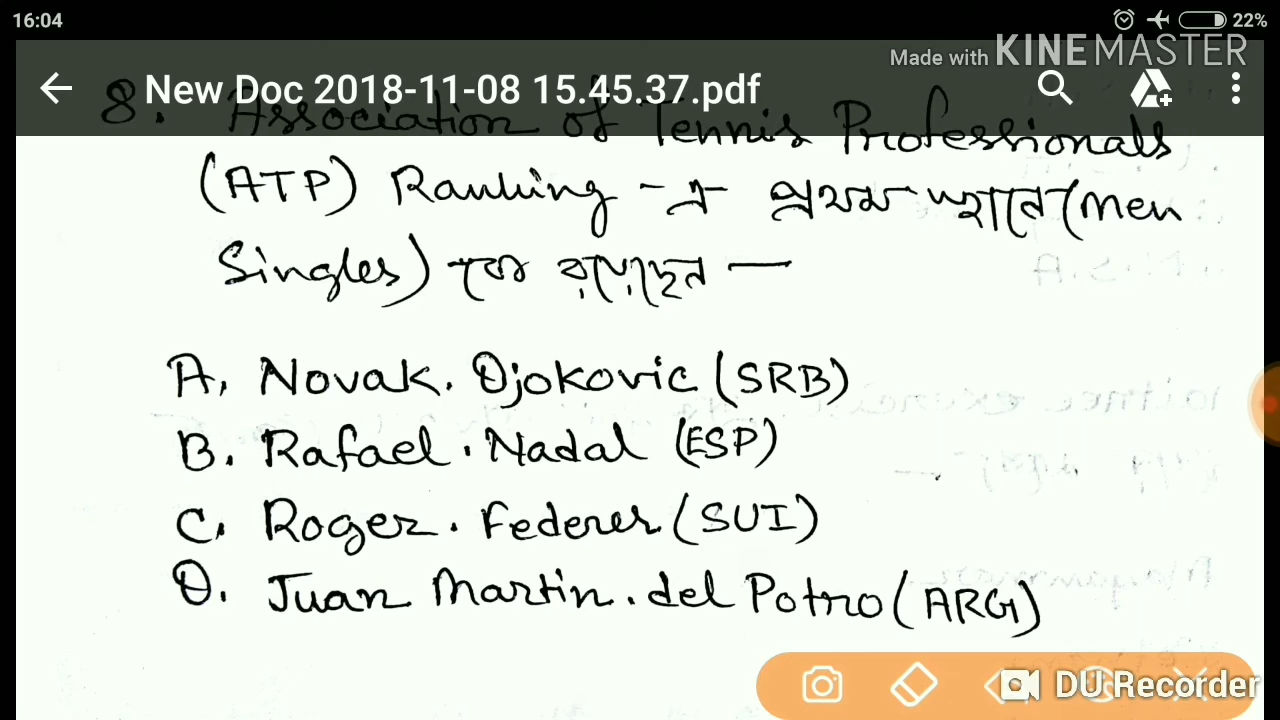 16:04
22%
Made with KINEMASTER
New Doc 2018-11-08 15.45.37.pdf
8. Association of Tennis Professionals
(ATP) Ranking - এ প্রথম স্থানে (Men
Singles) কে রয়েছেন —
A. Novak. Djokovic (SRB)
B. Rafael. Nadal (ESP)
C. Roger. Federer (SUI)
D. Juan Martin. del Potro (ARG)
DU Recorder